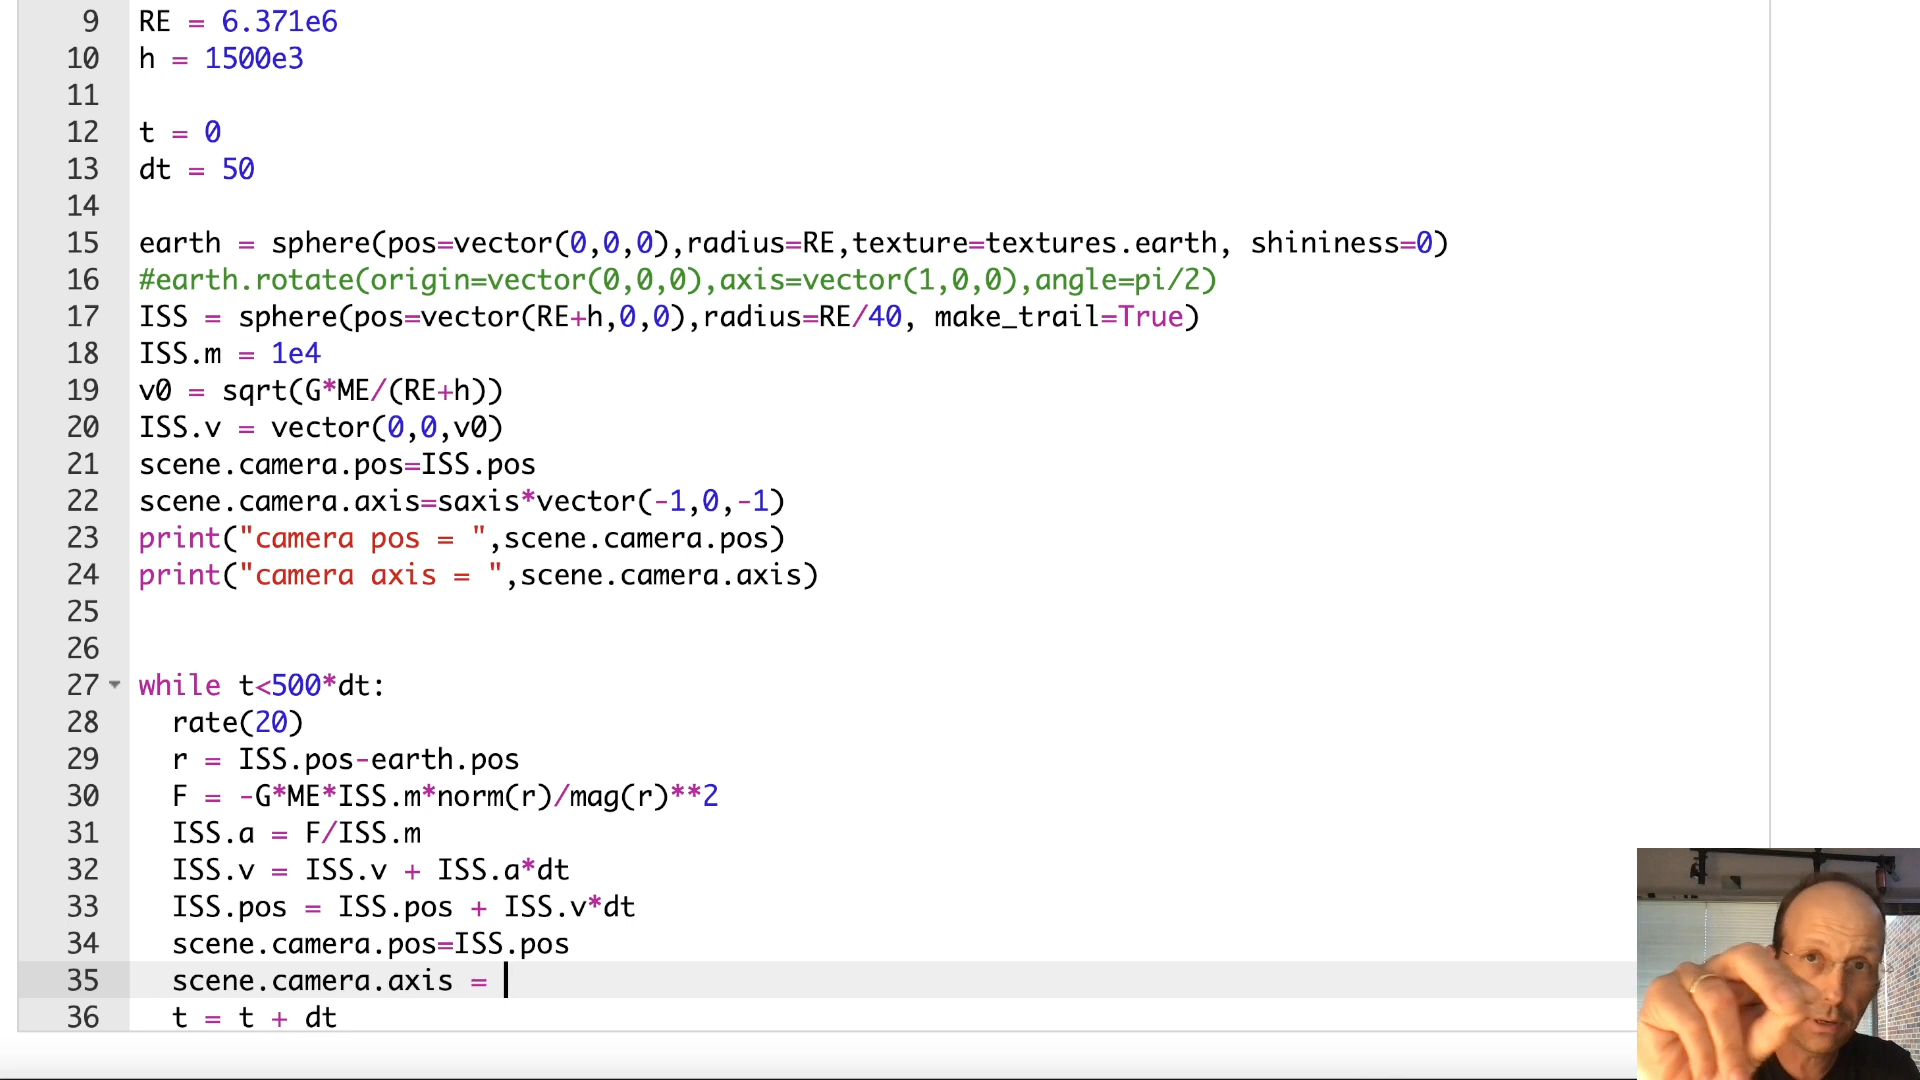 9 RE = 6.371e6
10 h = 1500e3
11
12 t = 0
13 dt = 50
14
15 earth = sphere(pos=vector(0,0,0),radius=RE,texture=textures.earth, shininess=0)
16 #earth.rotate(origin=vector(0,0,0),axis=vector(1,0,0),angle=pi/2)
17 ISS = sphere(pos=vector(RE+h,0,0),radius=RE/40, make_trail=True)
18 ISS.m = 1e4
19 v0 = sqrt(G*ME/(RE+h))
20 ISS.v = vector(0,0,v0)
21 scene.camera.pos=ISS.pos
22 scene.camera.axis=saxis*vector(-1,0,-1)
23 print("camera pos = ",scene.camera.pos)
24 print("camera axis = ",scene.camera.axis)
25
26
27 while t<500*dt:
28 rate(20)
29 r = ISS.pos-earth.pos
30 F = -G*ME*ISS.m*norm(r)/mag(r)**2
31 ISS.a = F/ISS.m
32 ISS.v = ISS.v + ISS.a*dt
33 ISS.pos = ISS.pos + ISS.v*dt
34 scene.camera.pos=ISS.pos
35 scene.camera.axis =
36 t = t + dt